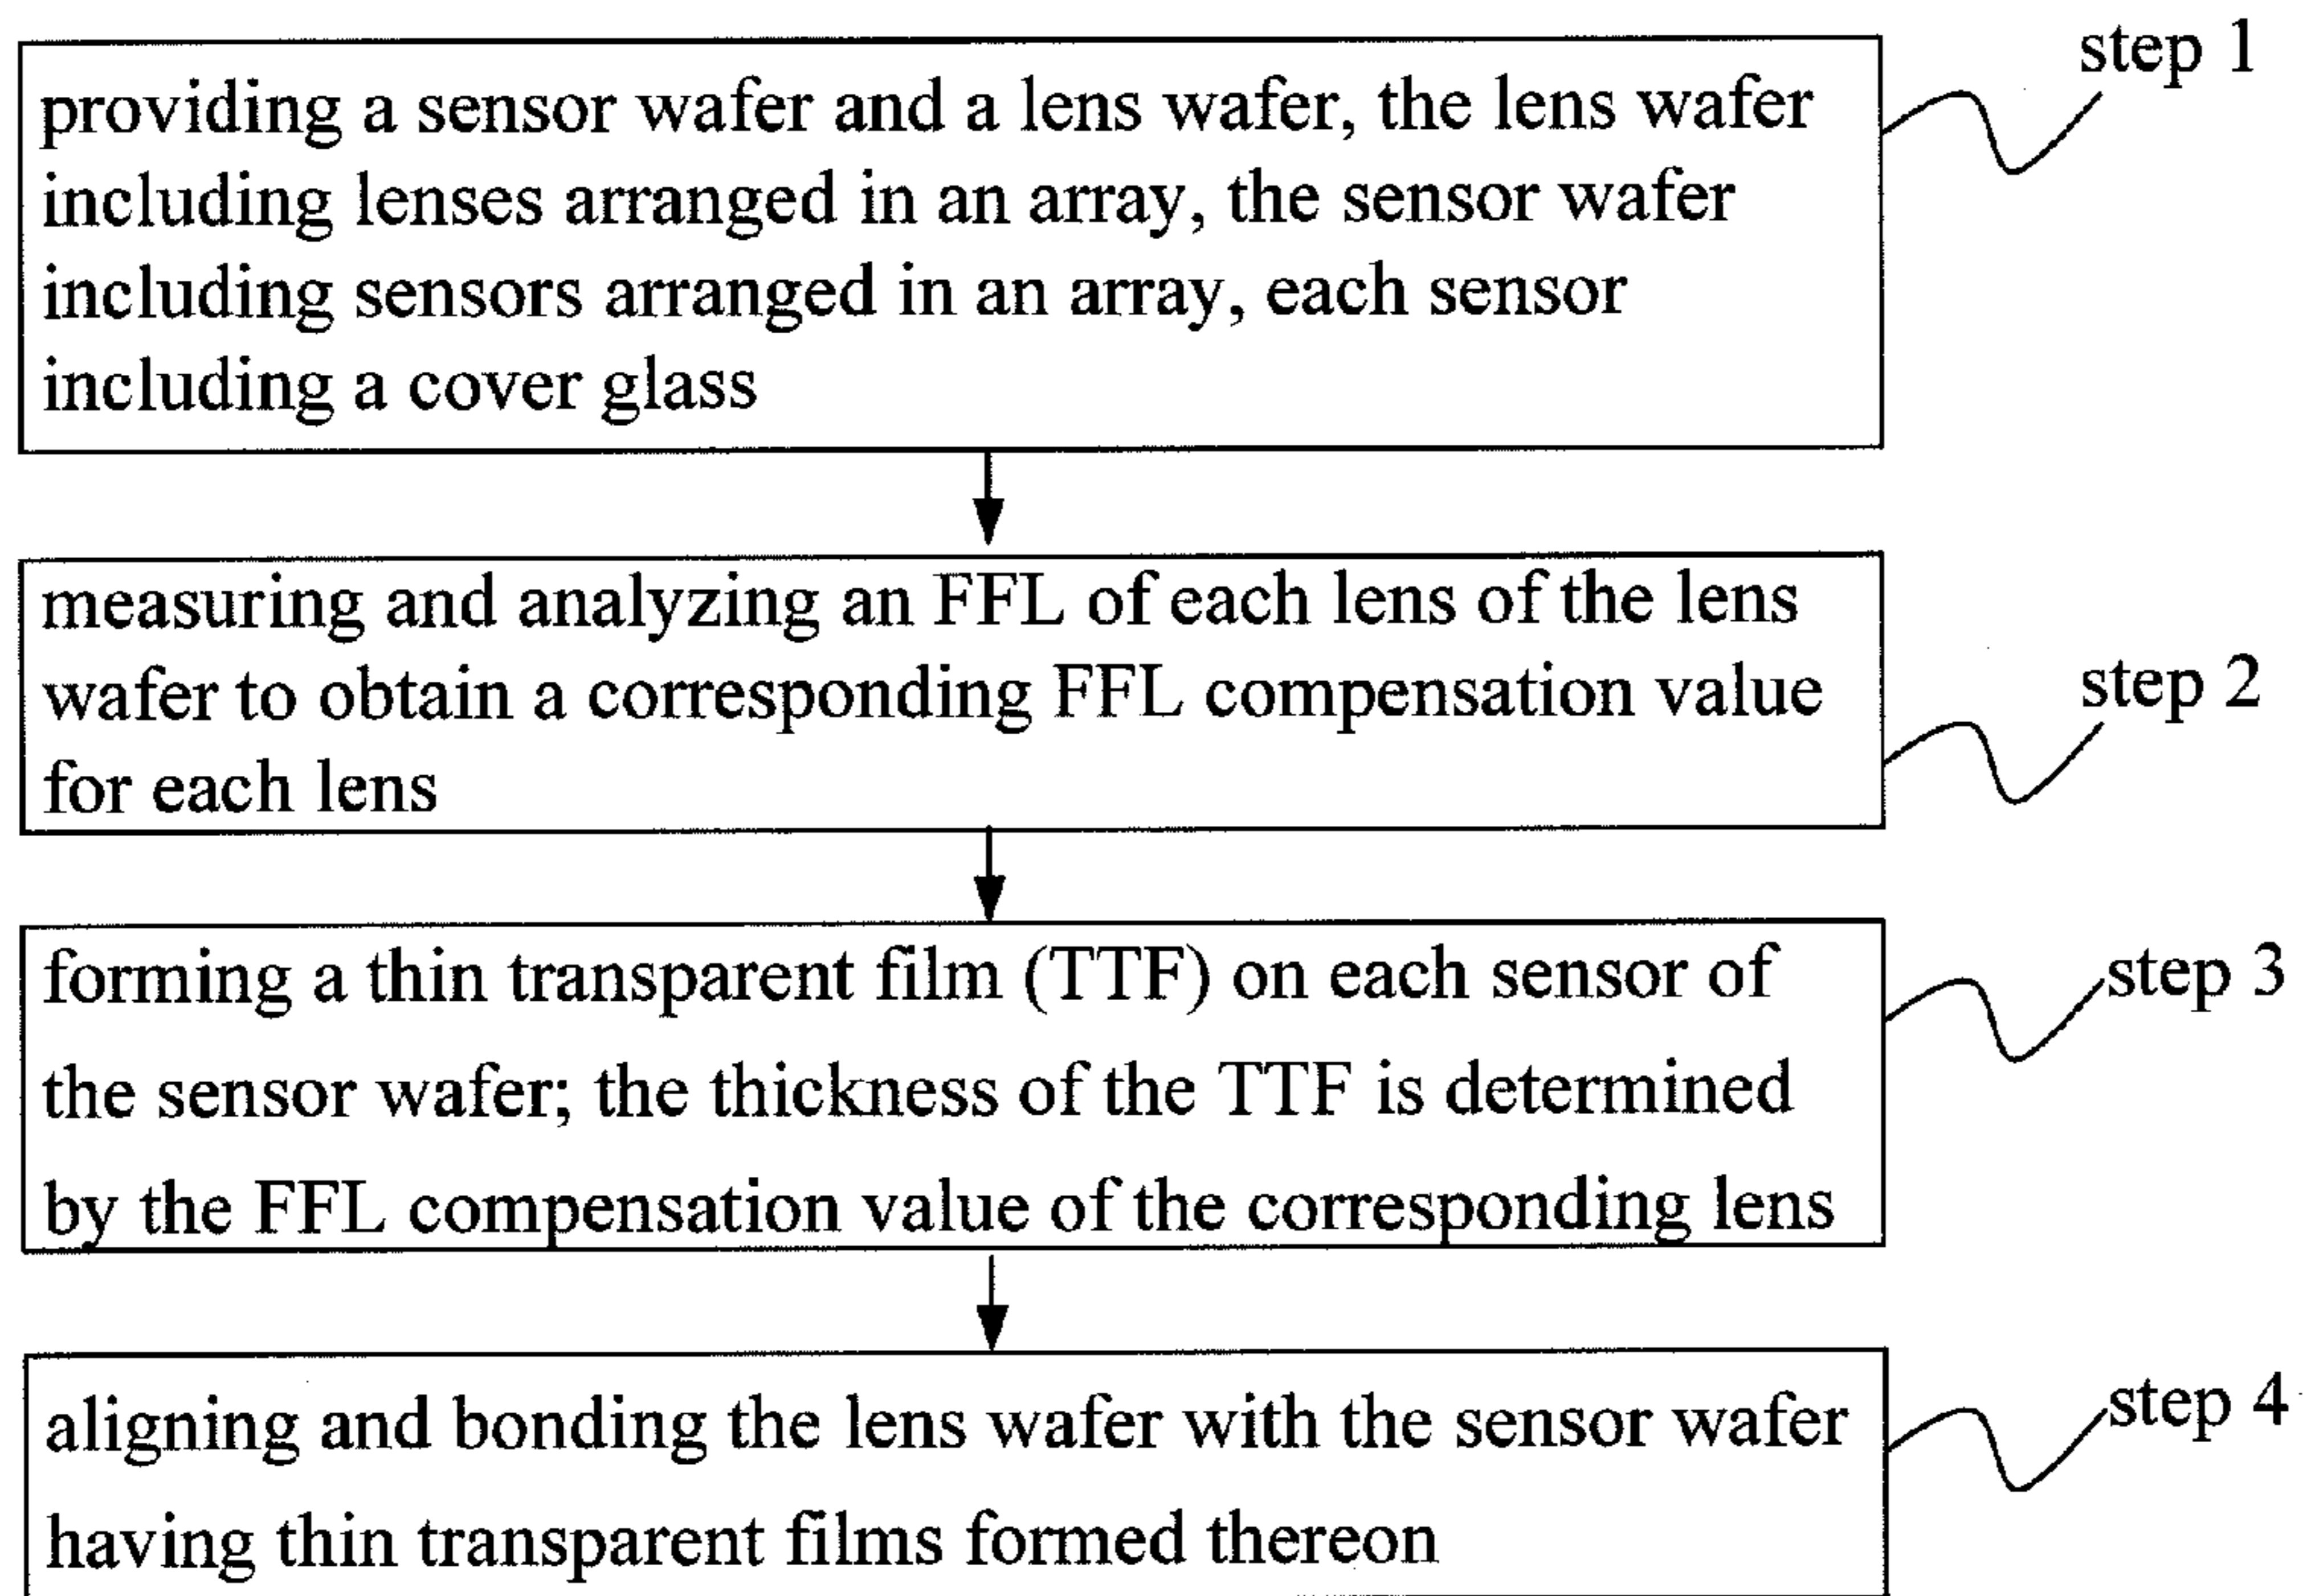 step 1
providing a sensor wafer and a lens wafer, the lens wafer
including lenses arranged in an array, the sensor wafer
including sensors arranged in an array, each sensor
including a cover glass
measuring and analyzing an FFL of each lens of the lens
wafer to obtain a corresponding FFL compensation value
step 2
for each lens
forming a thin transparent film (TTF) on each sensor of
step 3
the sensor wafer; the thickness of the TTF is determined
by the FFL compensation value of the corresponding lens
aligning and bonding the lens wafer with the sensor wafer
step 4
having thin transparent films formed thereon